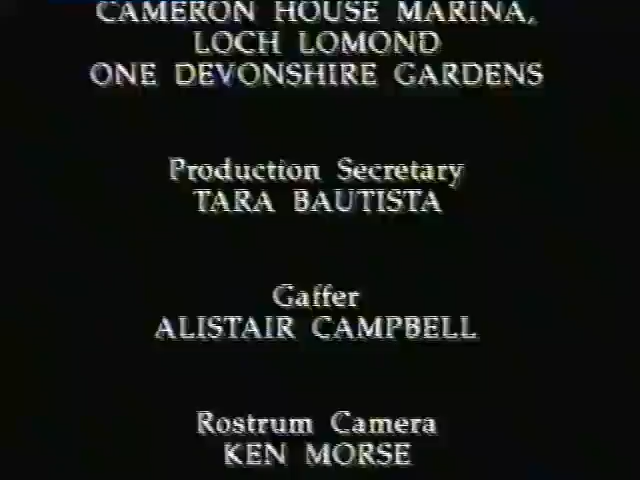 CAMERON HOUSE MARINA,
LOCH LOMOND
ONE DEVONSHIRE GARDENS
Production Secretary
TARA BAUTISTA
Gaffer
ALISTAIR CAMPBELL
Rostrum Camera
KEN MORSE